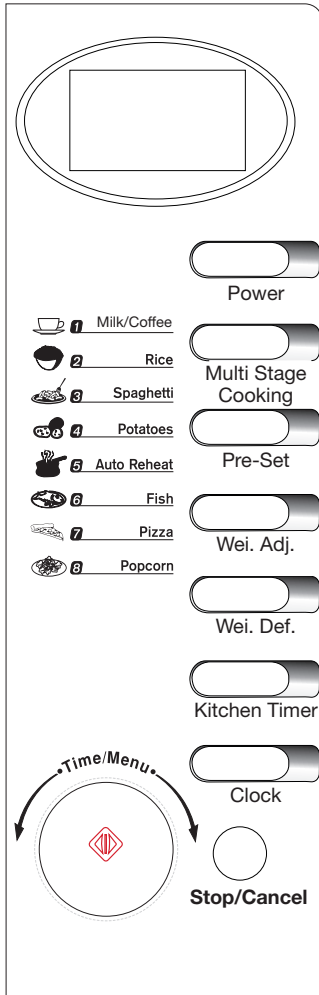 Power
1 Milk/Coffee
2 Rice
3 Spaghetti
4 Potatoes
5 Auto Reheat
6 Fish
7 Pizza
8 Popcorn
Multi Stage
Cooking
Pre-Set
Wei. Adj.
Wei. Def.
Kitchen Timer
Clock
•Time/Menu•
Stop/Cancel